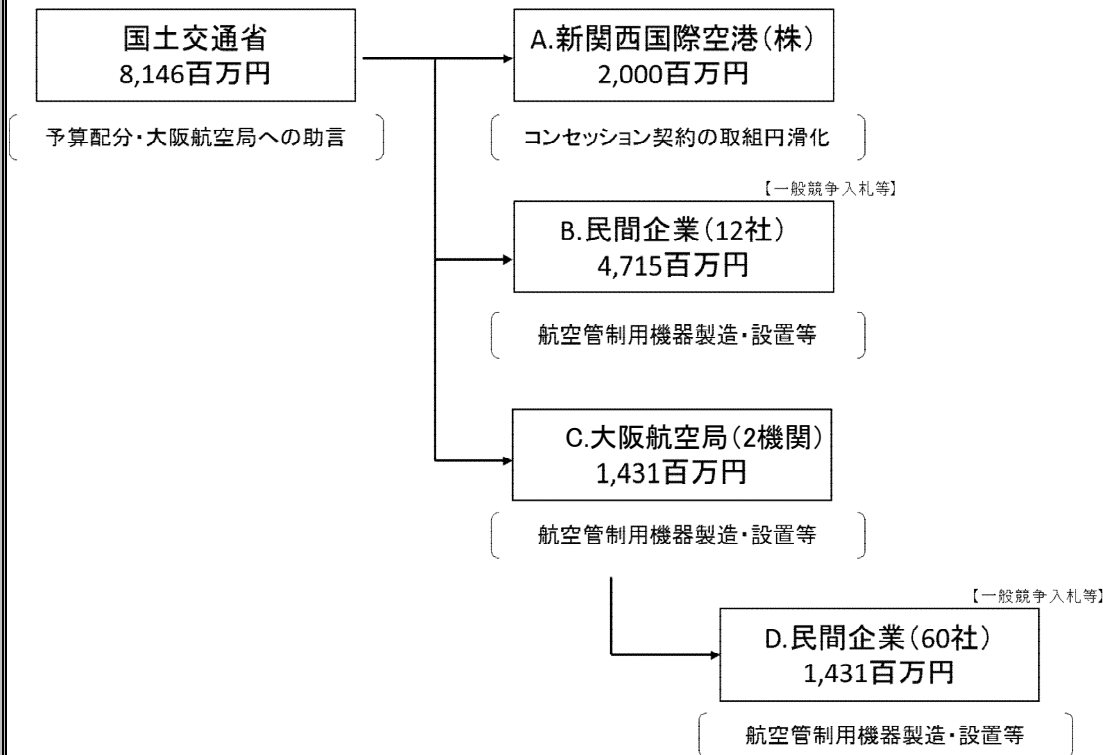 国土交通省
8,146百万円
予算配分・大阪航空局への助言
A.新関西国際空港(株)
2,000百万円
コンセッション契約の取組円滑化
【一般競争入札等】
B.民間企業(12社)
4,715百万円
航空管制用機器製造・設置等
C.大阪航空局(2機関)
1,431百万円
航空管制用機器製造・設置等
【一般競争入札等】
D.民間企業(60社)
1,431百万円
航空管制用機器製造・設置等